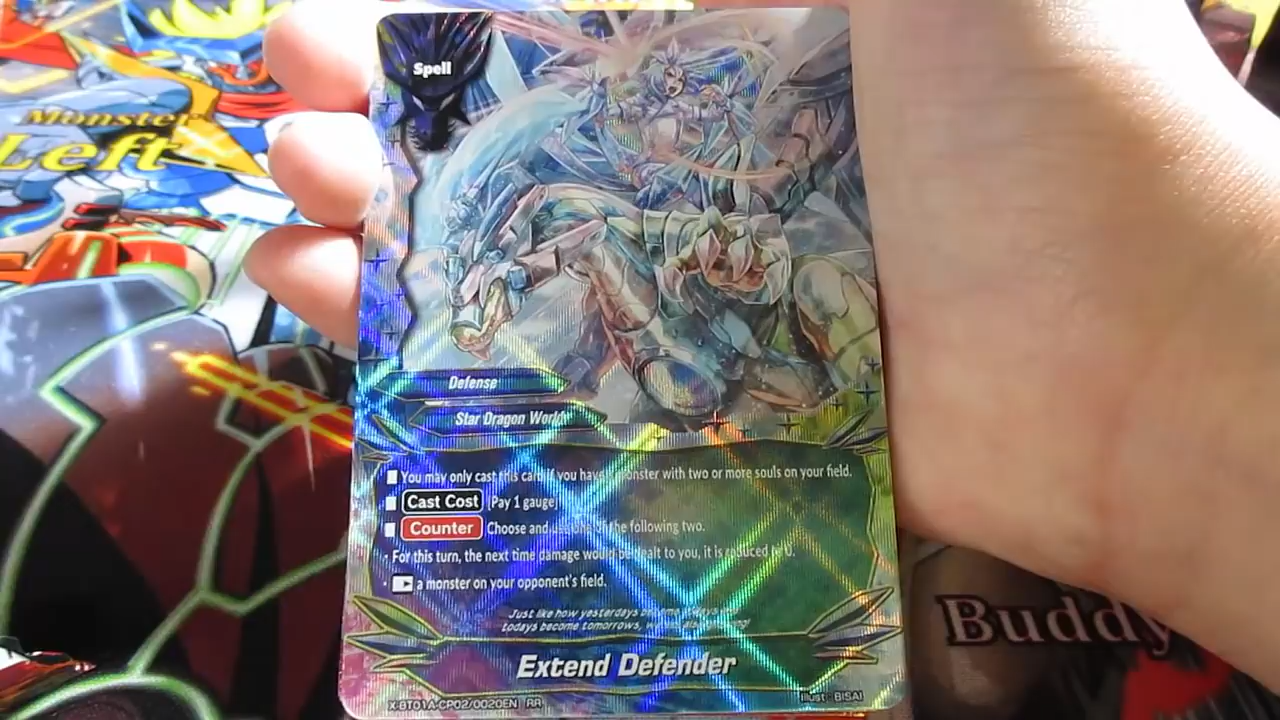 Spell
Monster
Left
Defense
Star Dragon World
You may only cast this card if you have a monster with two or more souls on your field.
Cast Cost [Pay 1 gauge]
Counter Choose and use one of the following two.
· For this turn, the next time damage would be dealt to you, it is reduced to 0.
· a monster on your opponent's field.
Just like how yesterdays become
todays become tomorrows,
Extend Defender
X-BT01A-CP02/0020EN RR
Illust: BISAI
Buddy